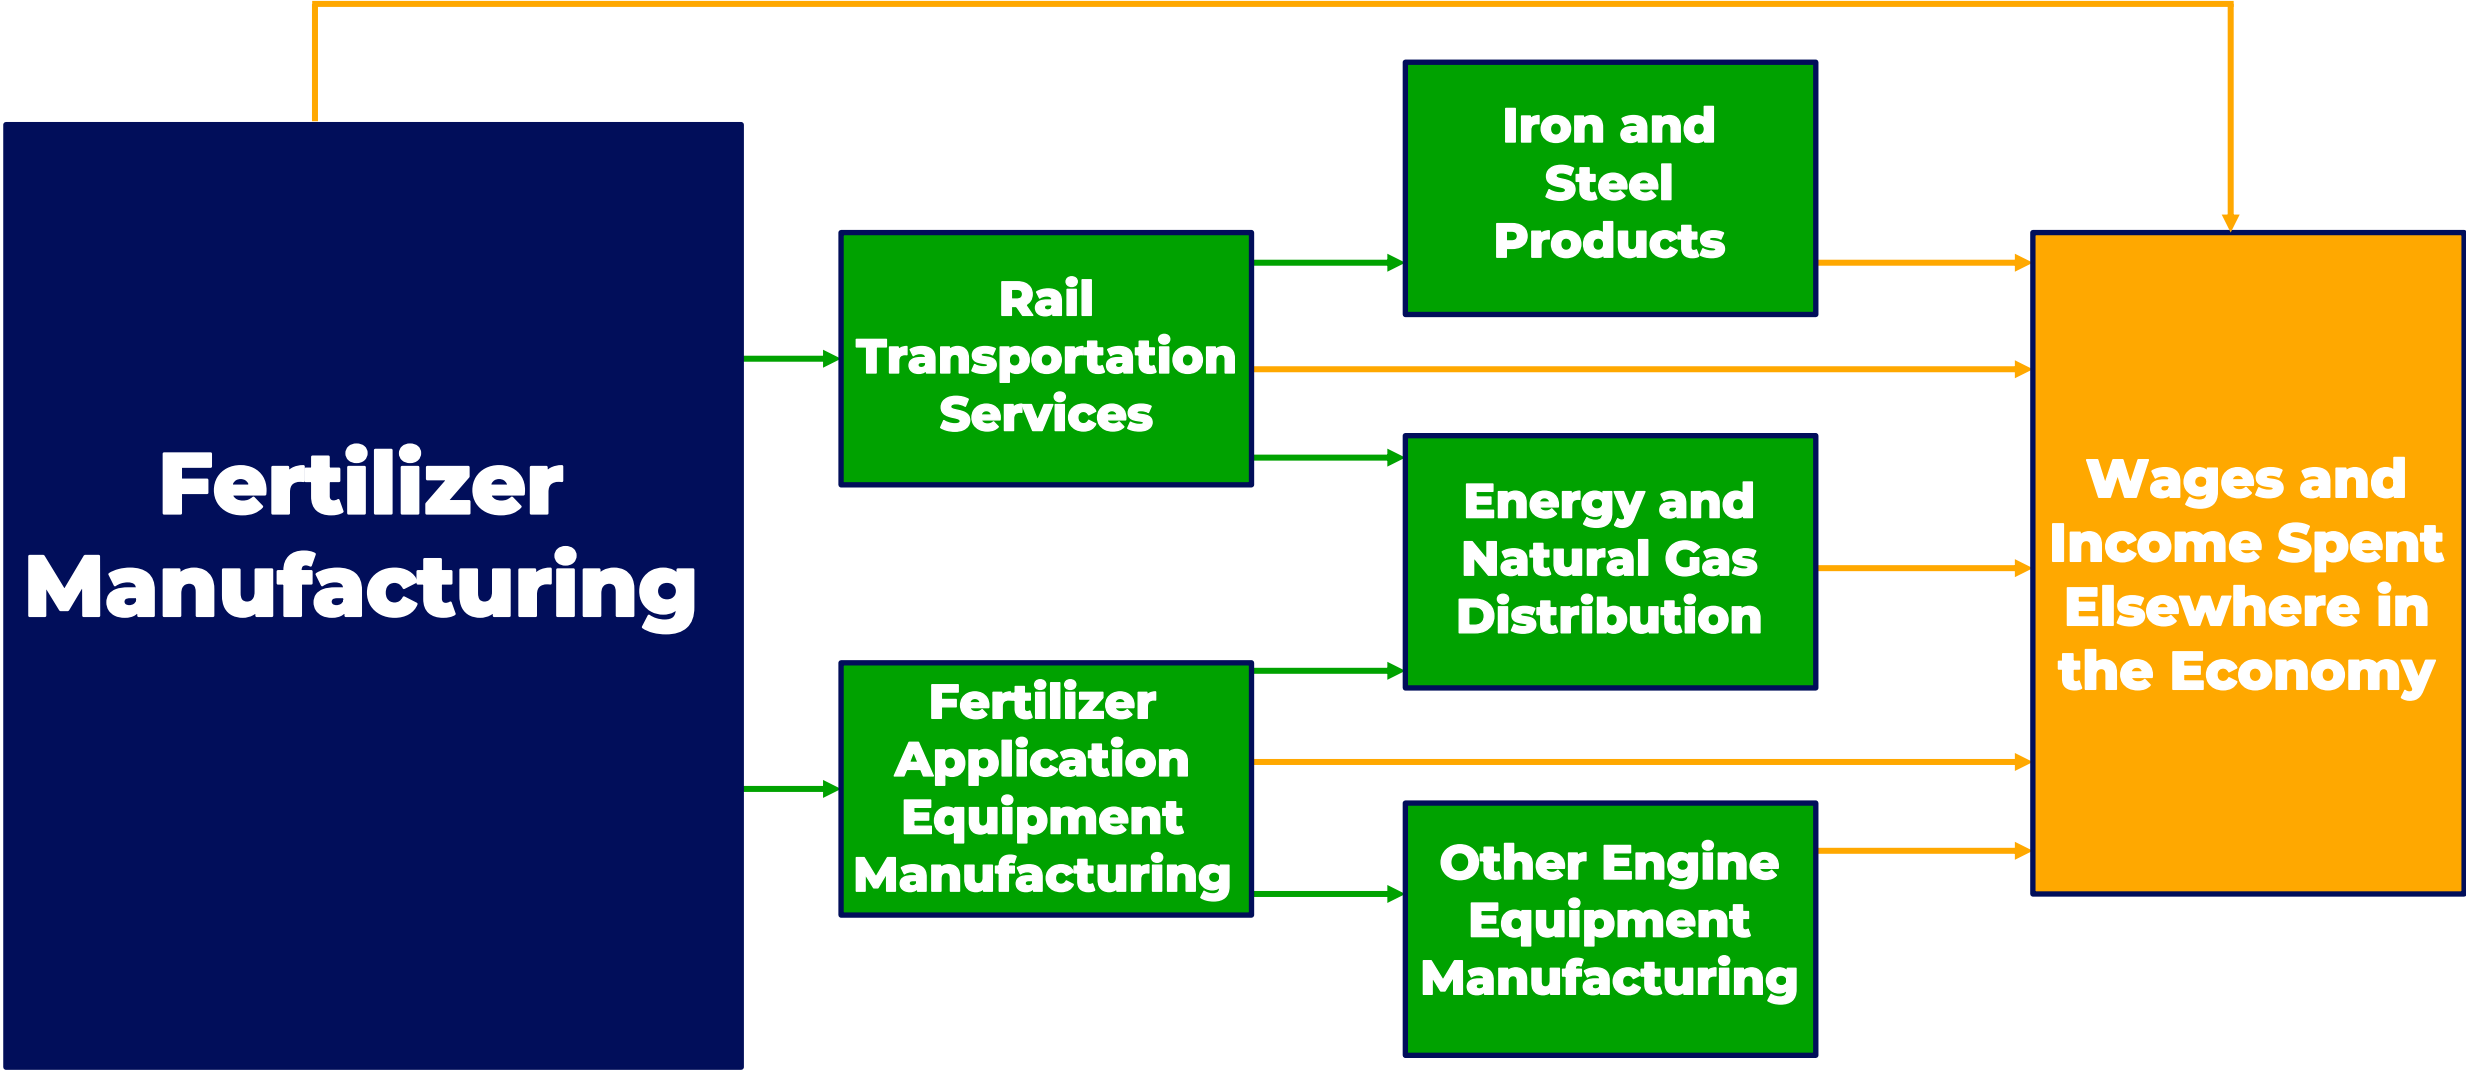 Fertilizer
Manufacturing
Rail
Transportation
Services
Fertilizer
Application
Equipment
Manufacturing
Iron and
Steel
Products
Energy and
Natural Gas
Distribution
Other Engine
Equipment
Manufacturing
Wages and
Income Spent
Elsewhere in
the Economy